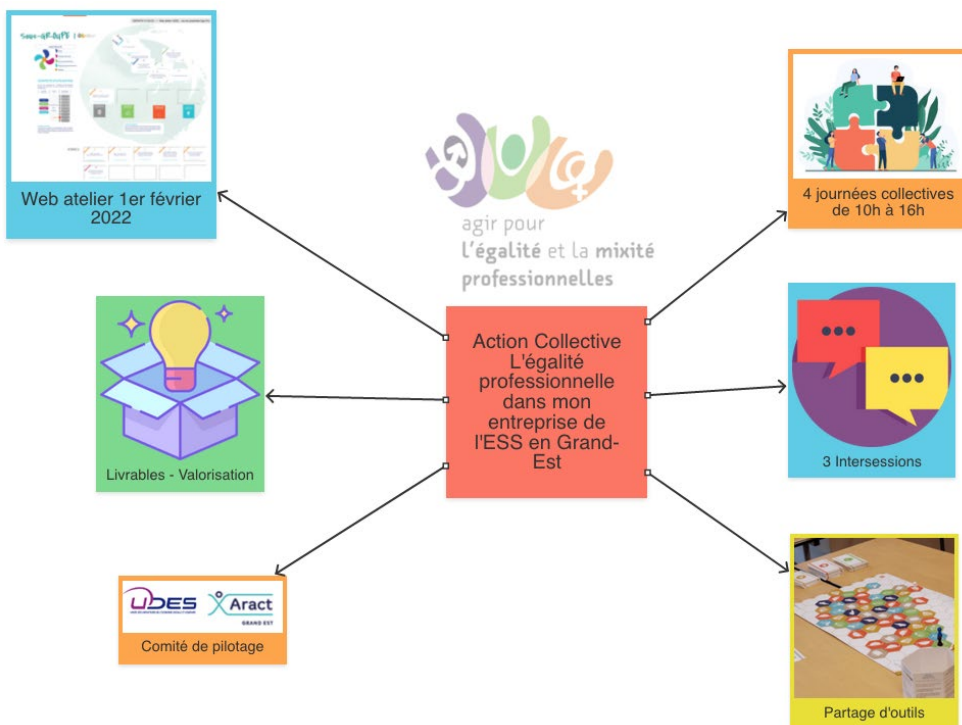 Web atelier 1er février
2022
agir pour
l'égalité et la mixité
professionnelles
4 journées collectives
de 10h à 16h
Action Collective
L'égalité
professionnelle
dans mon
entreprise de
l'ESS en Grand-
Est
Livrables - Valorisation
3 Intersessions
UDES
Aract
GRAND EST
Comité de pilotage
Partage d'outils